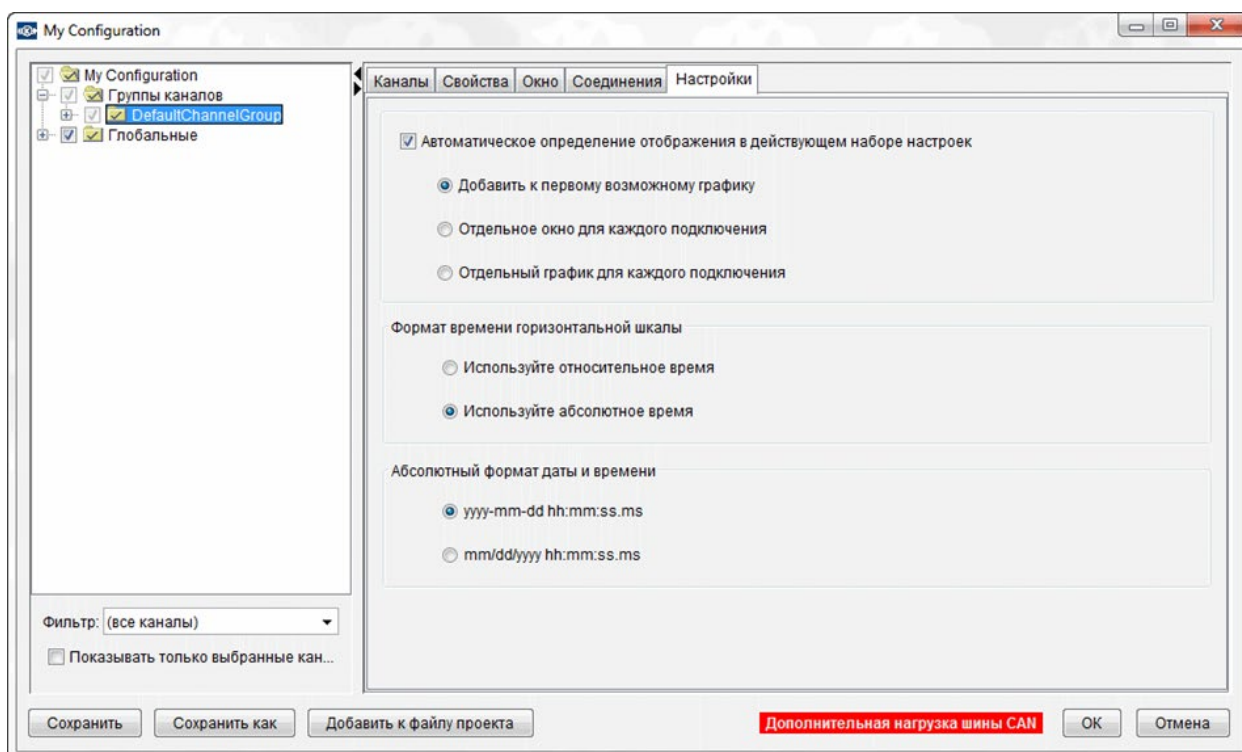 My Configuration
My Configuration
Группы каналов
DefaultChannelGroup
Глобальные
Фильтр: (все каналы)
Показывать только выбранные кан...
Каналы Свойства Окно Соединения Настройки
Автоматическое определение отображения в действующем наборе настроек
Добавить к первому возможному графику
Отдельное окно для каждого подключения
Отдельный график для каждого подключения
Формат времени горизонтальной шкалы
Используйте относительное время
Используйте абсолютное время
Абсолютный формат даты и времени
yyyy-mm-dd hh:mm:ss.ms
mm/dd/yyyy hh:mm:ss.ms
Сохранить Сохранить как Добавить к файлу проекта Дополнительная нагрузка шины CAN OK Отмена